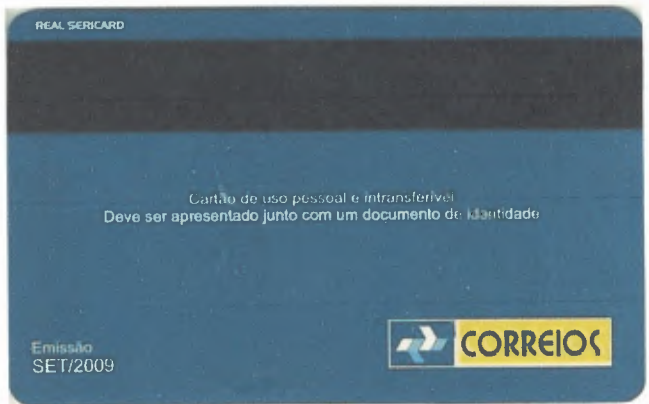 REAL SERICARD
Cartão de uso pessoal e intransferível
Deve ser apresentado junto com um documento de identidade
Emissão
SET/2009
CORREIOS